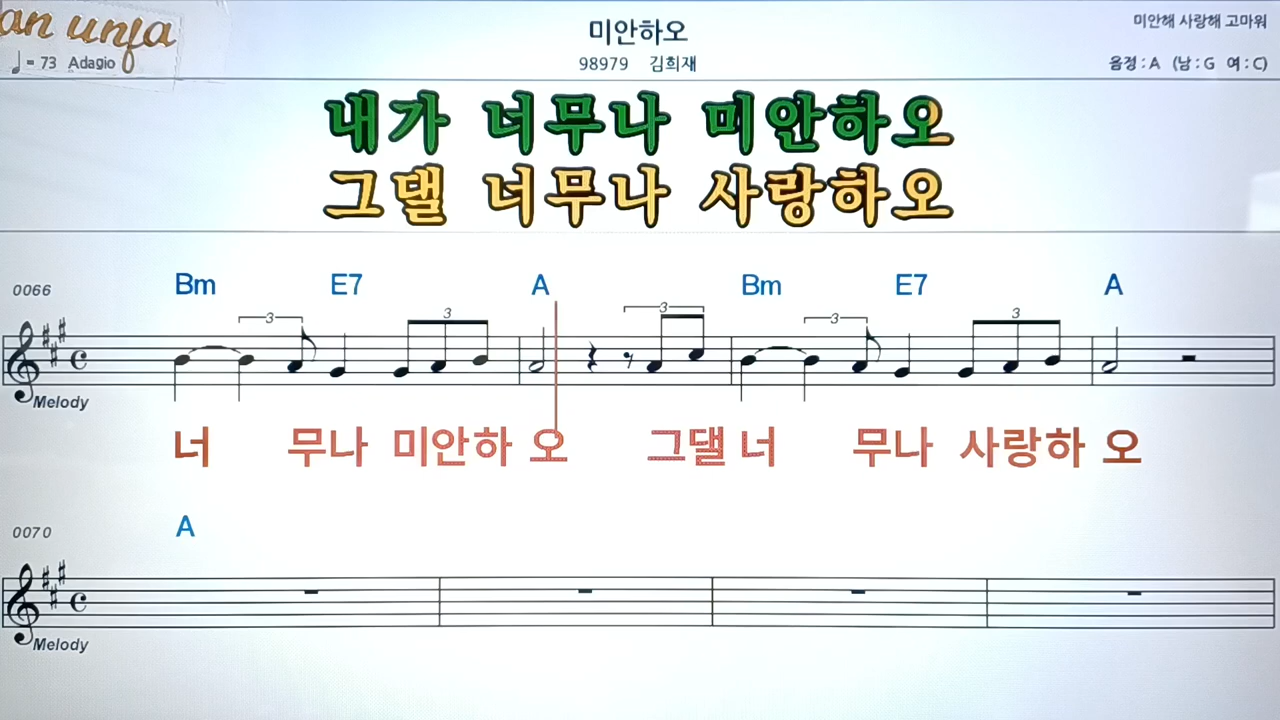 an unfa
미안하오
미안해 사랑해 고마워
♩= 73 Adagio
98979 김희재
음정 : A (남 : G 여 : C)
내가 너무나 미안하오
그댈 너무나 사랑하오
0066
Bm E7 A Bm E7 A
3 3 3 3 3
Melody
너 무나 미안하 오 그댈 너 무나 사랑하 오
0070
A
Melody